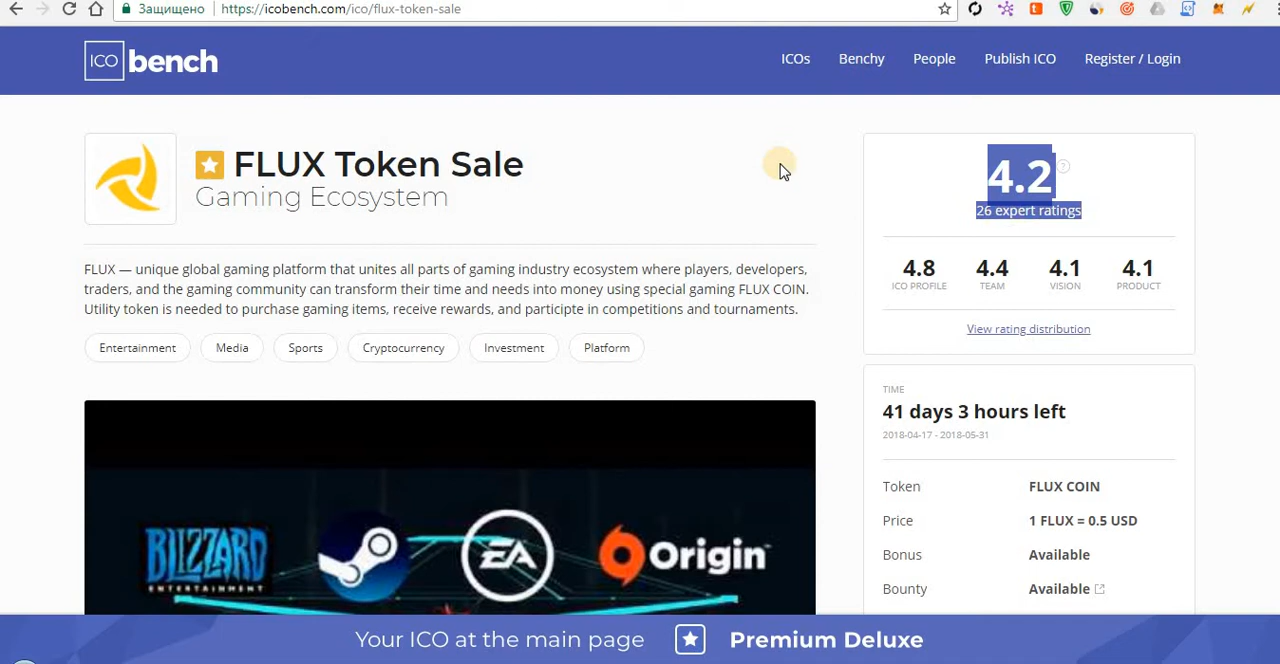 Защищено
https://icobench.com/ico/flux-token-sale
ICO bench
ICOs
Benchy
People
Publish ICO
Register / Login
FLUX Token Sale
Gaming Ecosystem
FLUX — unique global gaming platform that unites all parts of gaming industry ecosystem where players, developers,
traders, and the gaming community can transform their time and needs into money using special gaming FLUX COIN.
Utility token is needed to purchase gaming items, receive rewards, and participte in competitions and tournaments.
Entertainment
Media
Sports
Cryptocurrency
Investment
Platform
BLIZZARD
ENTERTAINMENT
EA
Origin
4.2
?
26 expert ratings
4.8
ICO PROFILE
4.4
TEAM
4.1
VISION
4.1
PRODUCT
View rating distribution
TIME
41 days 3 hours left
2018-04-17 - 2018-05-31
Token FLUX COIN
Price 1 FLUX = 0.5 USD
Bonus Available
Bounty Available
Your ICO at the main page Premium Deluxe